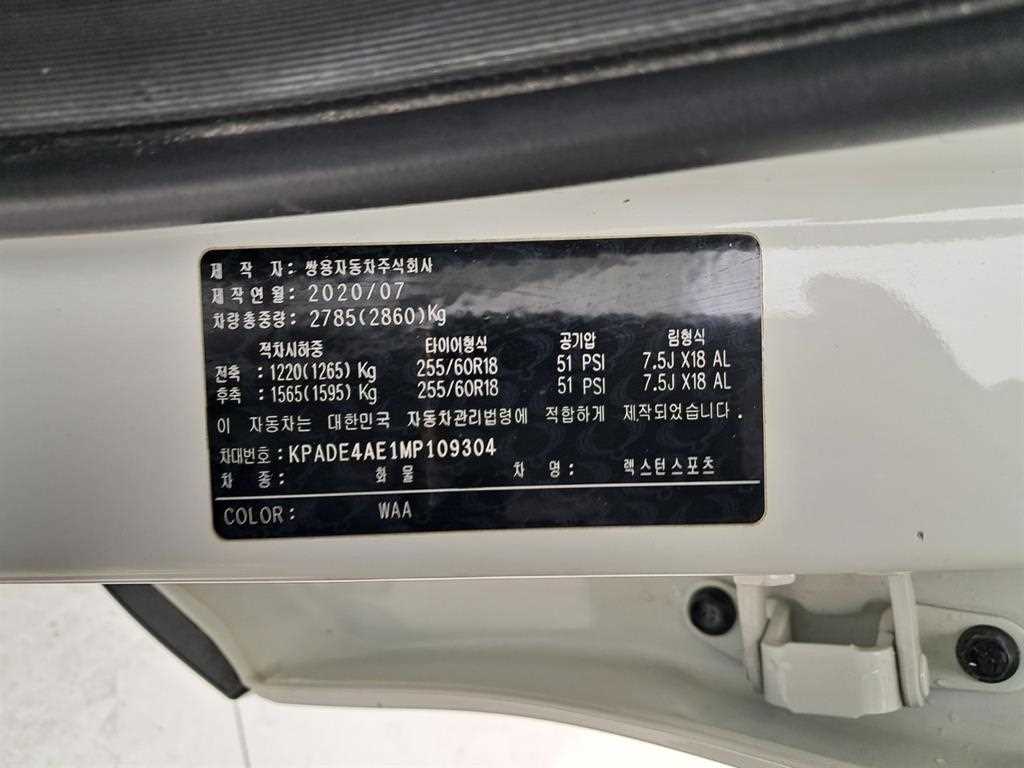 제 작 자 : 쌍용자동차주식회사
제작연월 : 2020/07
차량총중량 : 2785(2860)Kg
적차시하중 타이어형식 공기압 림형식
전축 : 1220(1265) Kg 255/60R18 51 PSI 7.5J X18 AL
후축 : 1565(1595) Kg 255/60R18 51 PSI 7.5J X18 AL
이 자동차는 대한민국 자동차관리법령에 적합하게 제작되었습니다.
차대번호 : KPADE4AE1MP109304
차 종 : 화 물 차 명 : 렉스턴스포츠
COLOR : WAA